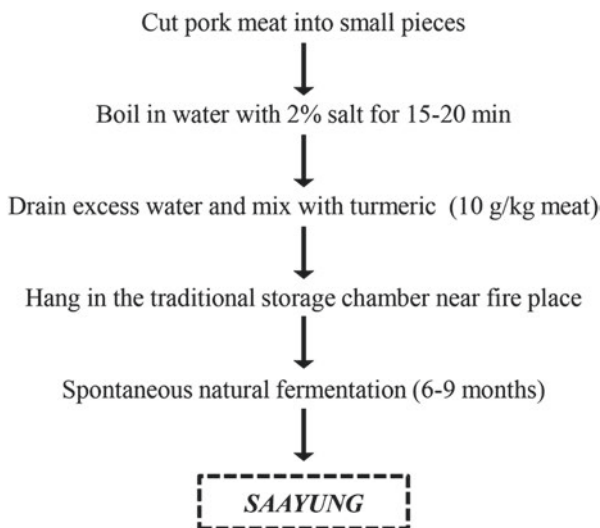 Cut pork meat into small pieces
Boil in water with 2% salt for 15-20 min
Drain excess water and mix with turmeric (10 g/kg meat)
Hang in the traditional storage chamber near fire place
Spontaneous natural fermentation (6-9 months)
SAAYUNG